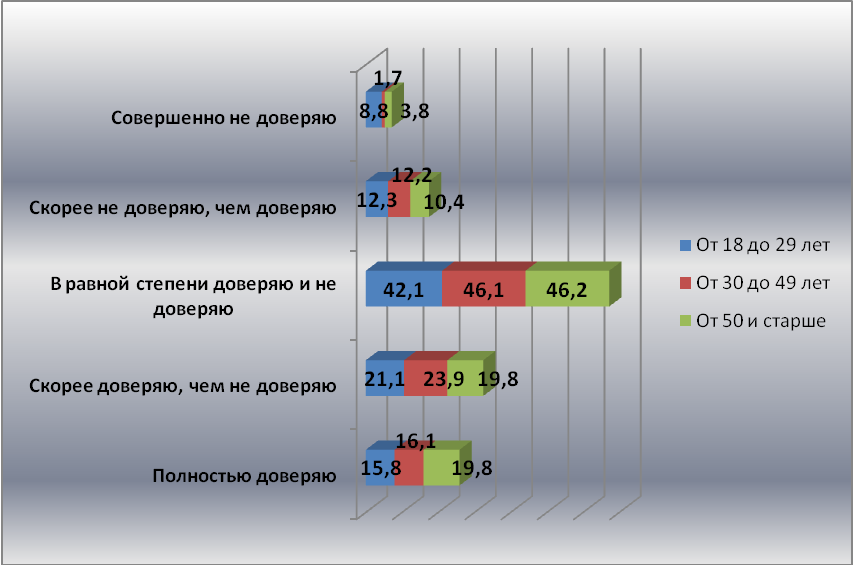 1,7
Совершенно не доверяю
8,8
3,8
12,2
Скорее не доверяю, чем доверяю
12,3
10,4
В равной степени доверяю и не
доверяю
42,1
46,1
46,2
Скорее доверяю, чем не доверяю
21,1
23,9
19,8
16,1
Полностью доверяю
15,8
19,8
От 18 до 29 лет
От 30 до 49 лет
От 50 и старше